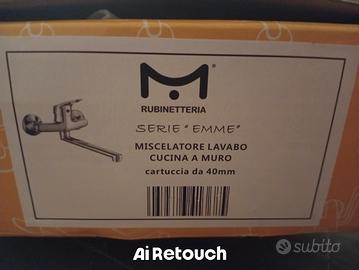 M
RUBINETTERIA
SERIE "EMME"
MISCELATORE LAVABO
CUCINA A MURO
cartuccia da 40mm
Ai Retouch
subito